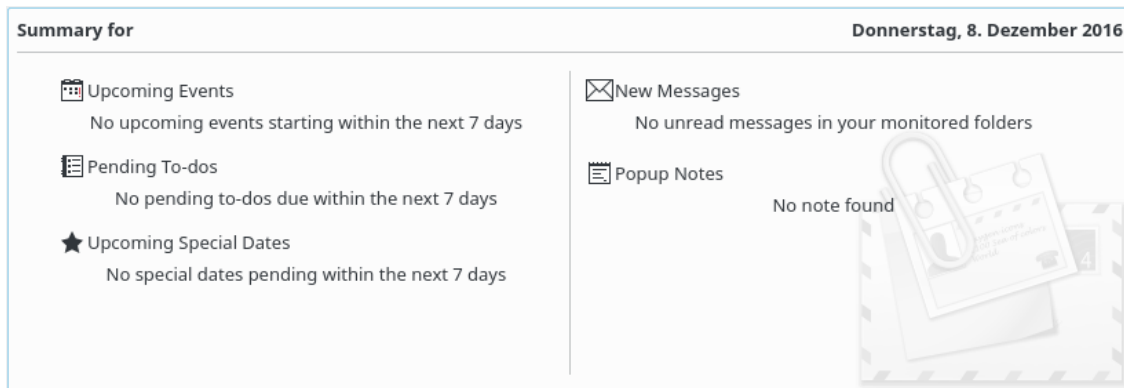 Summary for
Donnerstag, 8. Dezember 2016
Upcoming Events
No upcoming events starting within the next 7 days
Pending To-dos
No pending to-dos due within the next 7 days
Upcoming Special Dates
No special dates pending within the next 7 days
New Messages
No unread messages in your monitored folders
Popup Notes
No note found
4